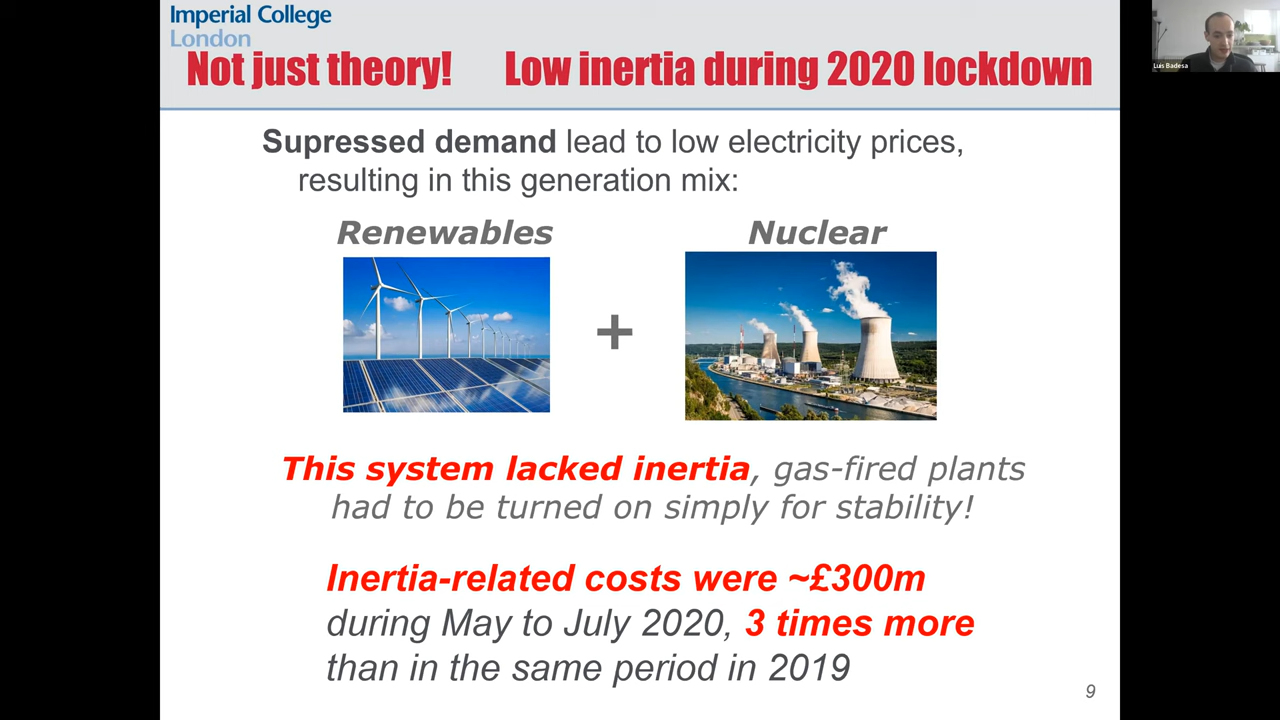 Imperial College
London
Not just theory! Low inertia during 2020 lockdown
Luis Badesa
Supressed demand lead to low electricity prices,
resulting in this generation mix:
Renewables Nuclear
+
This system lacked inertia, gas-fired plants
had to be turned on simply for stability!
Inertia-related costs were ~£300m
during May to July 2020, 3 times more
than in the same period in 2019
9